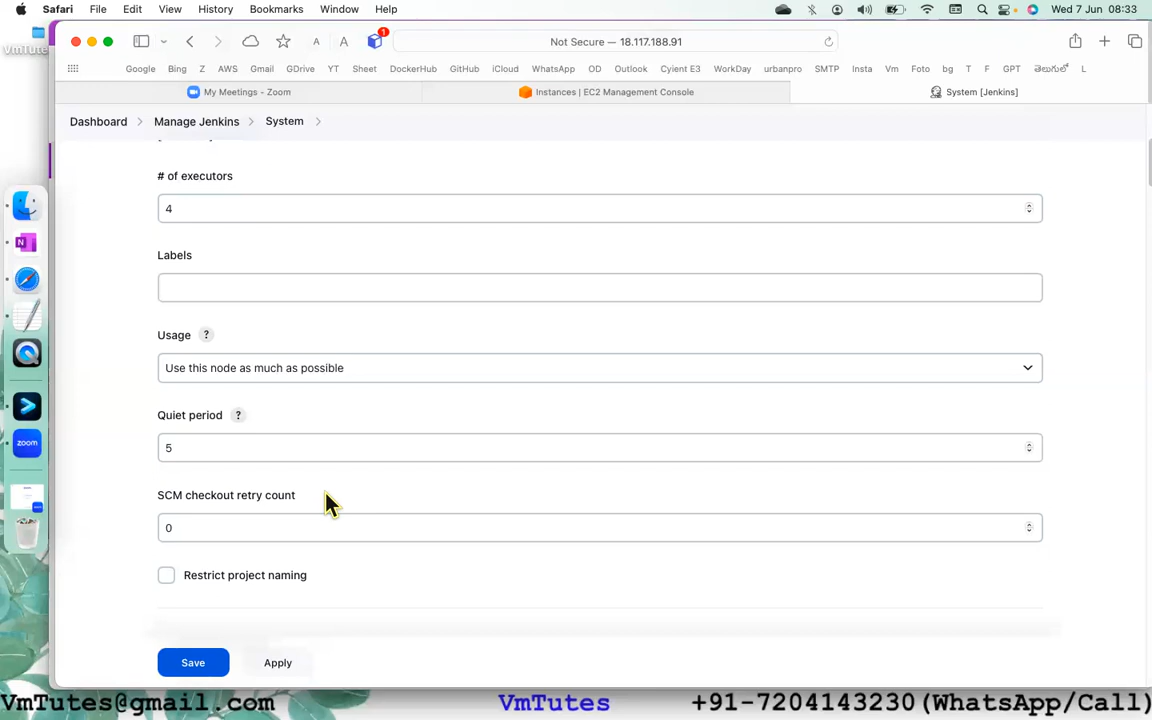 Safari File Edit View History Bookmarks Window Help Wed 7 Jun 08:33
VmTute
1
A A Not Secure — 18.117.188.91
Google Bing Z AWS Gmail GDrive YT Sheet DockerHub GitHub iCloud WhatsApp OD Outlook Cyient E3 WorkDay urbanpro SMTP Insta Vm Foto bg T F GPT తెలుగులో L
My Meetings - Zoom Instances | EC2 Management Console System [Jenkins]
Dashboard Manage Jenkins System
# of executors
4
Labels
Usage ?
Use this node as much as possible
Quiet period ?
5
SCM checkout retry count
0
Restrict project naming
Save Apply
zoom
VmTutes@gmail.com VmTutes +91-7204143230(WhatsApp/Call)